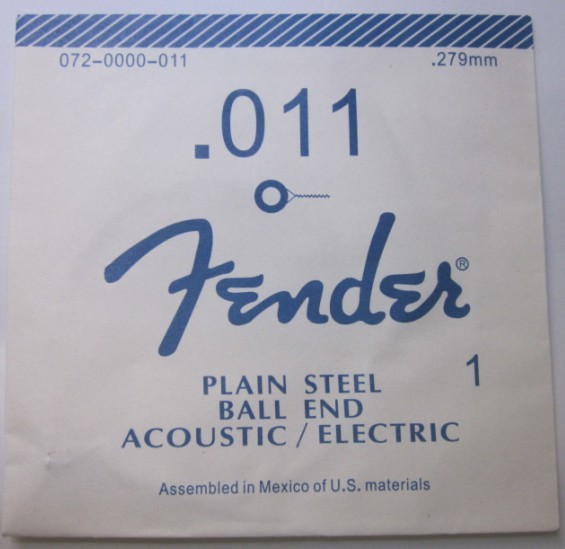 072-0000-011 .279mm
.011
Fender®
1
PLAIN STEEL
BALL END
ACOUSTIC / ELECTRIC
Assembled in Mexico of U.S. materials